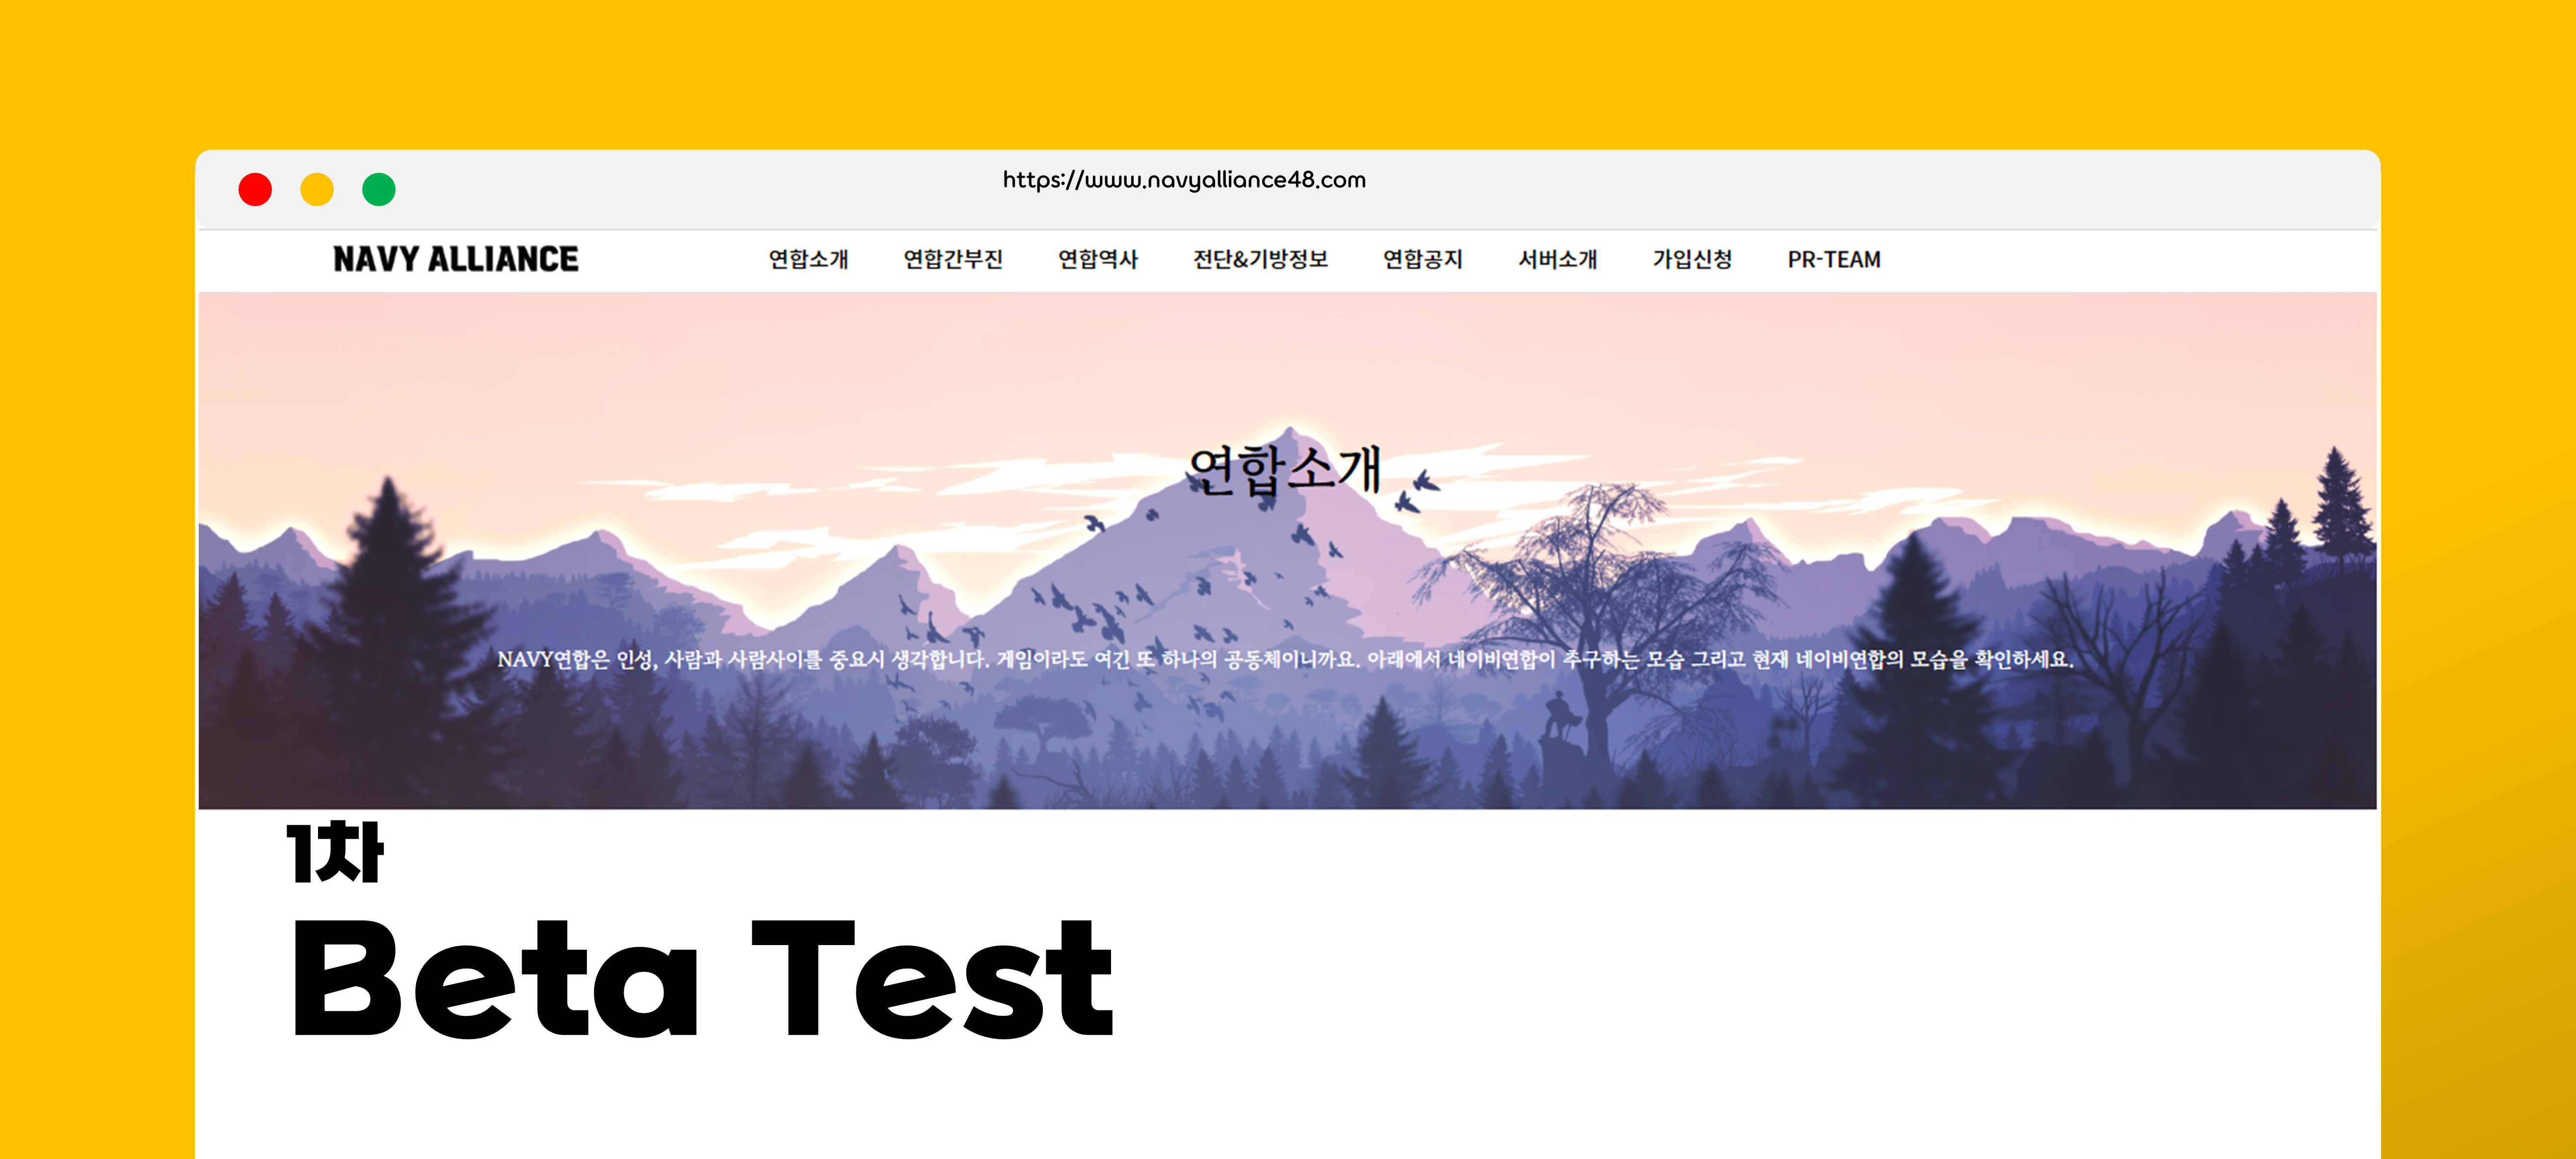 https://www.navyalliance48.com
NAVY ALLIANCE 연합소개 연합간부진 연합역사 전단&기방정보 연합공지 서버소개 가입신청 PR-TEAM
연합소개
NAVY연합은 인성, 사람과 사람사이를 중요시 생각합니다. 게임이라도 여긴 또 하나의 공동체이니까요. 아래에서 네이비연합이 추구하는 모습 그리고 현재 네이비연합의 모습을 확인하세요.
1차
Beta Test